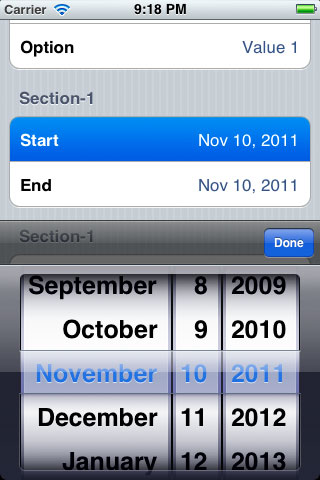 Carrier 9:18 PM
Option Value 1
Section-1
Start Nov 10, 2011
End Nov 10, 2011
Section-1
Done
September 8 2009
October 9 2010
November 10 2011
December 11 2012
January 12 2013